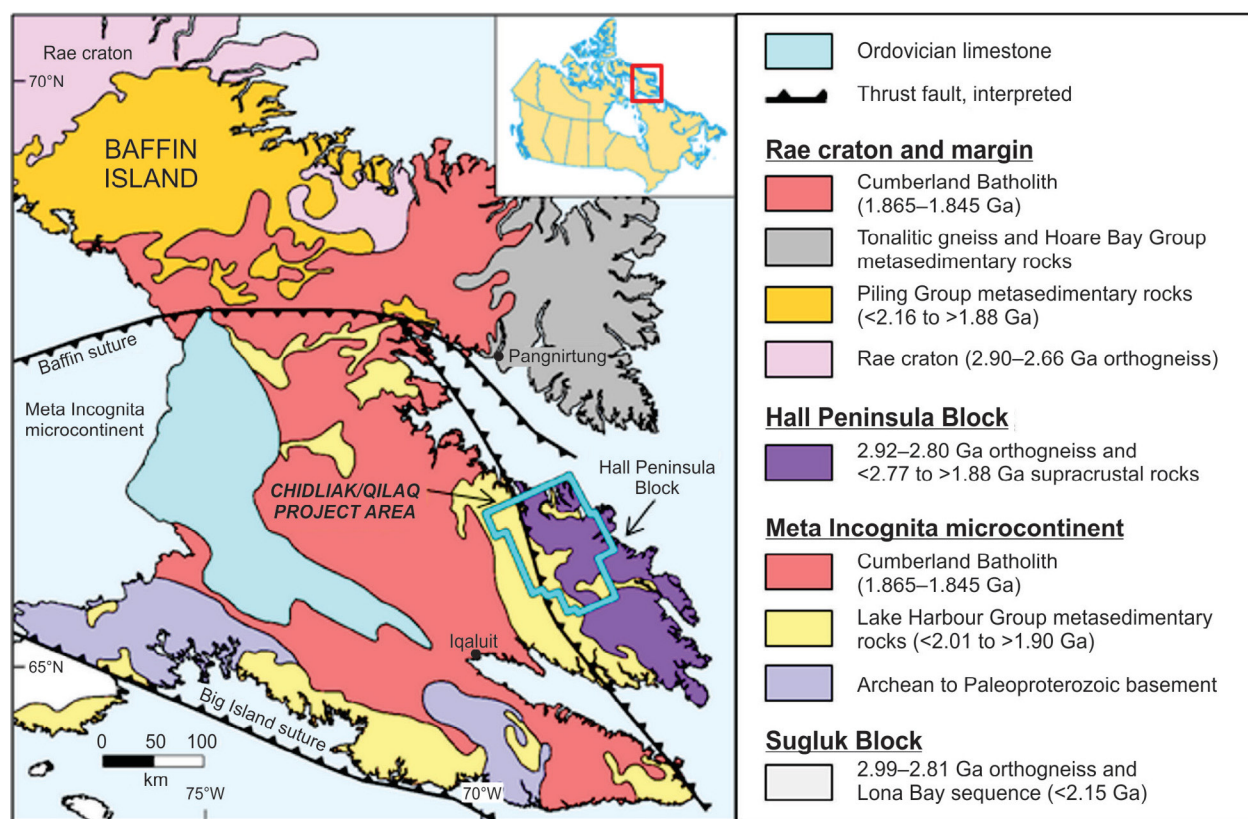 Rae craton
70°N
BAFFIN
ISLAND
Baffin suture
Pangnirtung
Meta Incognita
microcontinent
Hall Peninsula
Block
CHIDLIAK/QILAQ
PROJECT AREA
Iqaluit
65°N
Big Island suture
0 50 100
km
75°W
70°W
Ordovician limestone
Thrust fault, interpreted
Rae craton and margin
Cumberland Batholith
(1.865–1.845 Ga)
Tonalitic gneiss and Hoare Bay Group
metasedimentary rocks
Piling Group metasedimentary rocks
(<2.16 to >1.88 Ga)
Rae craton (2.90–2.66 Ga orthogneiss)
Hall Peninsula Block
2.92–2.80 Ga orthogneiss and
<2.77 to >1.88 Ga supracrustal rocks
Meta Incognita microcontinent
Cumberland Batholith
(1.865–1.845 Ga)
Lake Harbour Group metasedimentary
rocks (<2.01 to >1.90 Ga)
Archean to Paleoproterozoic basement
Sugluk Block
2.99–2.81 Ga orthogneiss and
Lona Bay sequence (<2.15 Ga)